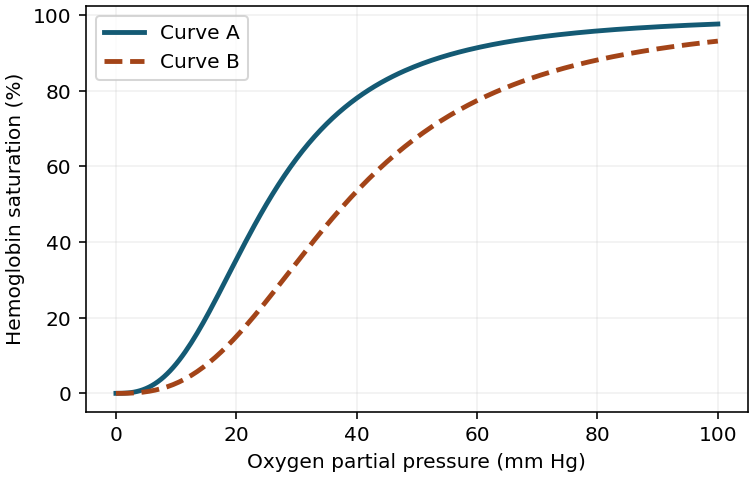 Curve A
Curve B
Hemoglobin saturation (%)
100
80
60
40
20
0
0 20 40 60 80 100
Oxygen partial pressure (mm Hg)